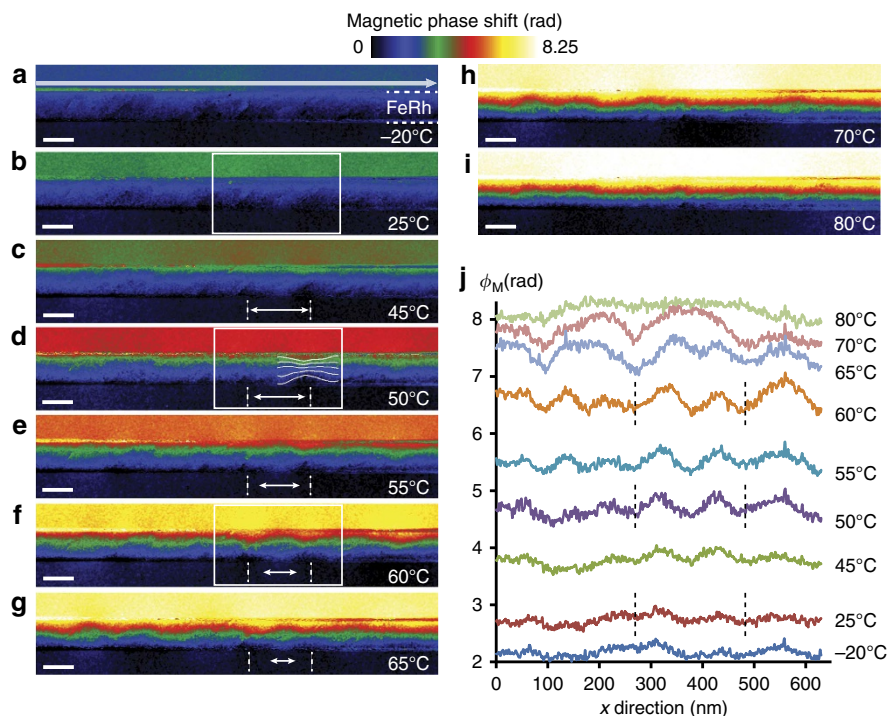 Magnetic phase shift (rad)
0 8.25
a
FeRh
–20°C
b
25°C
c
45°C
d
50°C
e
55°C
f
60°C
g
65°C
h
70°C
i
80°C
j ϕM(rad)
8
7
6
5
4
3
2
80°C
70°C
65°C
60°C
55°C
50°C
45°C
25°C
–20°C
0 100 200 300 400 500 600
x direction (nm)